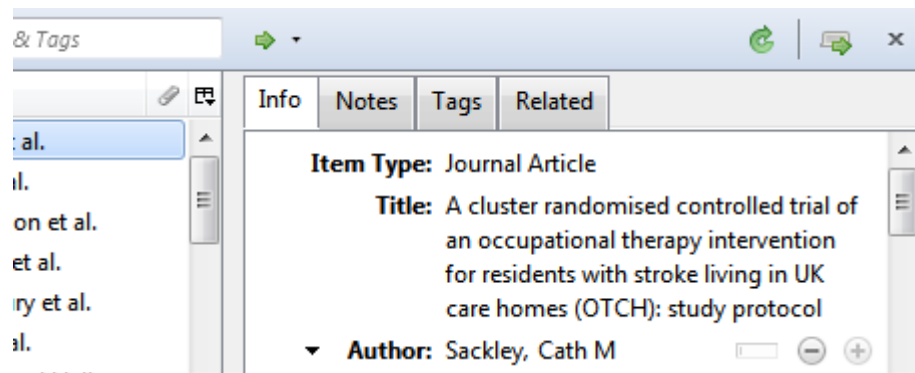 & Tags
Info Notes Tags Related
et al.
al.
on et al.
et al.
ry et al.
al.
Item Type: Journal Article
Title: A cluster randomised controlled trial of
an occupational therapy intervention
for residents with stroke living in UK
care homes (OTCH): study protocol
Author: Sackley, Cath M